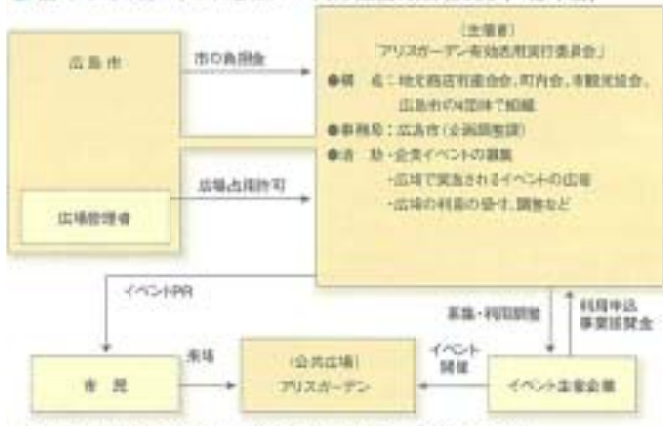 広島市
市の負担金
(主催者)
「アリスガーデン有効活用実行委員会」
●構 成:地元商店街組合会、町内会、市観光協会、
広島市の4団体で組織
●事務局:広島市(企画調整課)
●活 動・企業イベントの募集
・広場で実施されるイベントの広報
・広場の利用の受付、調整など
広場占用許可
広場管理者
イベントPR
募集・利用調整
利用申込
事業協賛金
市 民
来場
(公共広場)
アリスガーデン
イベント
開催
イベント主催企業